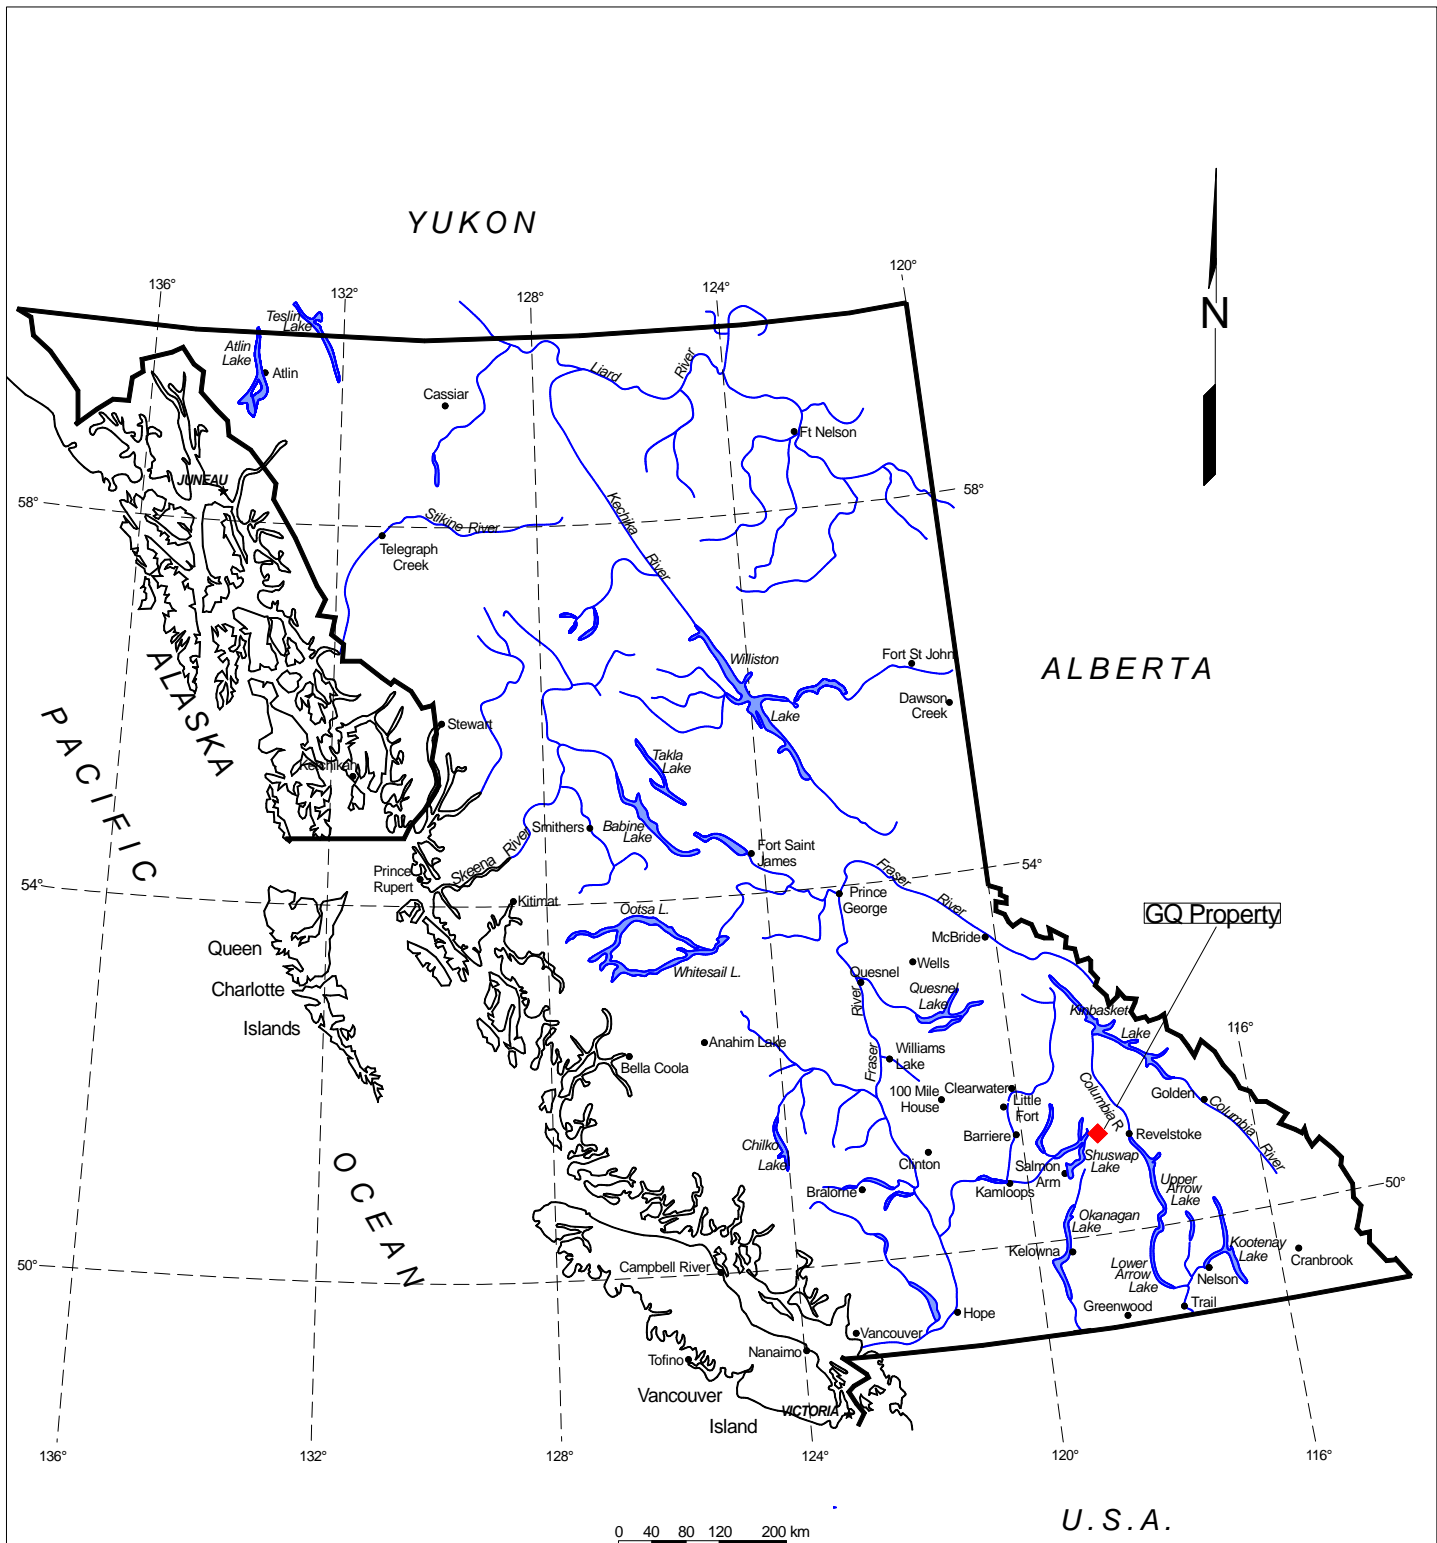 YUKON
120°
136°
132°
128°
124°
Teslin
Lake
Atlin
Lake
Atlin
N
Liard
River
Cassiar
Ft Nelson
JUNEAU
58°
58°
Stikine River
Kechika
River
Telegraph
Creek
Williston
Lake
Fort St John
ALBERTA
Dawson
Creek
ALASKA
PACIFIC
OCEAN
Stewart
Takla
Lake
Ketchikan
Smithers
Babine
Lake
Fort Saint
James
Skeena River
Prince
Rupert
54°
54°
Fraser
River
Prince
George
Kitimat
Ootsa L.
Whitesail L.
McBride
GQ Property
Queen
Charlotte
Islands
Wells
Quesnel
Quesnel
Lake
River
Fraser
Kinbasket
Lake
116°
Anahim Lake
Bella Coola
Williams
Lake
100 Mile
House
Clearwater
Little
Fort
Columbia R
Golden
Columbia
River
Barriere
Revelstoke
Chilko
Lake
Clinton
Salmon
Arm
Shuswap
Lake
Bralorne
Kamloops
Upper
Arrow
Lake
50°
50°
Okanagan
Lake
Kelowna
Lower
Arrow
Lake
Kootenay
Lake
Cranbrook
Nelson
Campbell River
Greenwood
Trail
Hope
Vancouver
Nanaimo
Tofino
Vancouver
Island
VICTORIA
136°
132°
128°
124°
120°
116°
U.S.A.
0 40 80 120 200 km